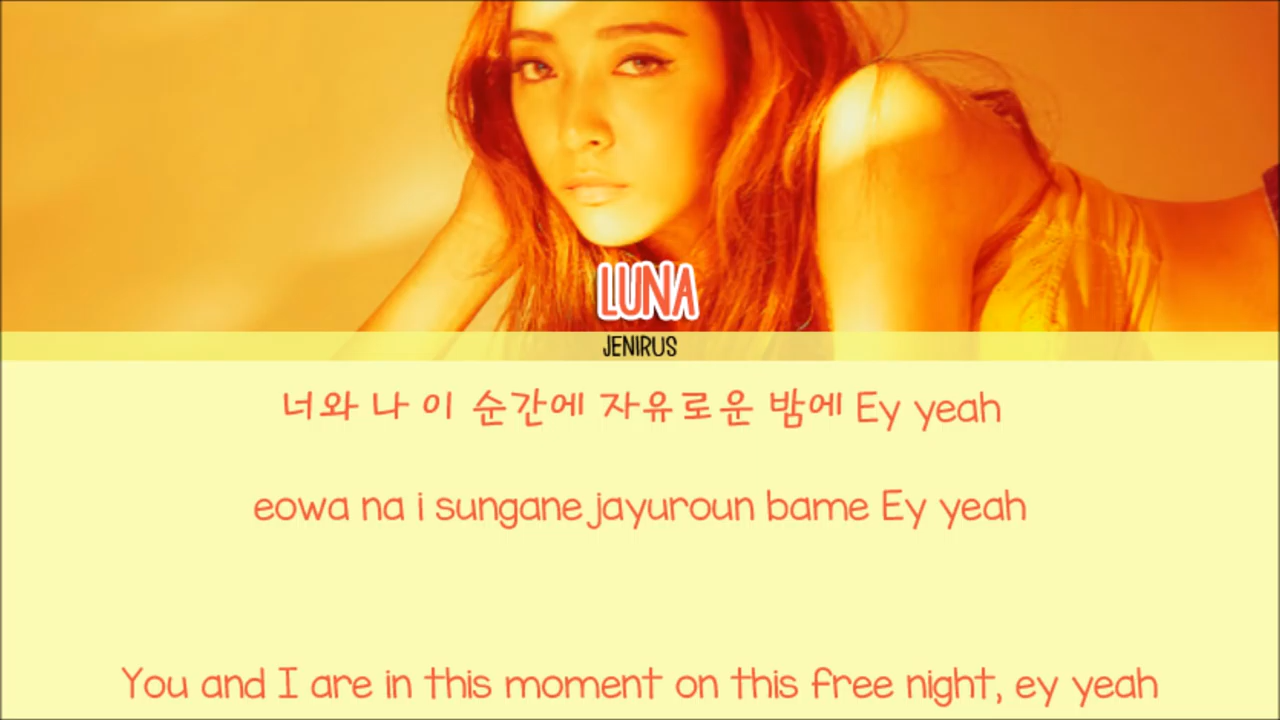 LUNA
JENIRUS
너와 나 이 순간에 자유로운 밤에 Ey yeah
eowa na i sungane jayuroun bame Ey yeah
You and I are in this moment on this free night, ey yeah